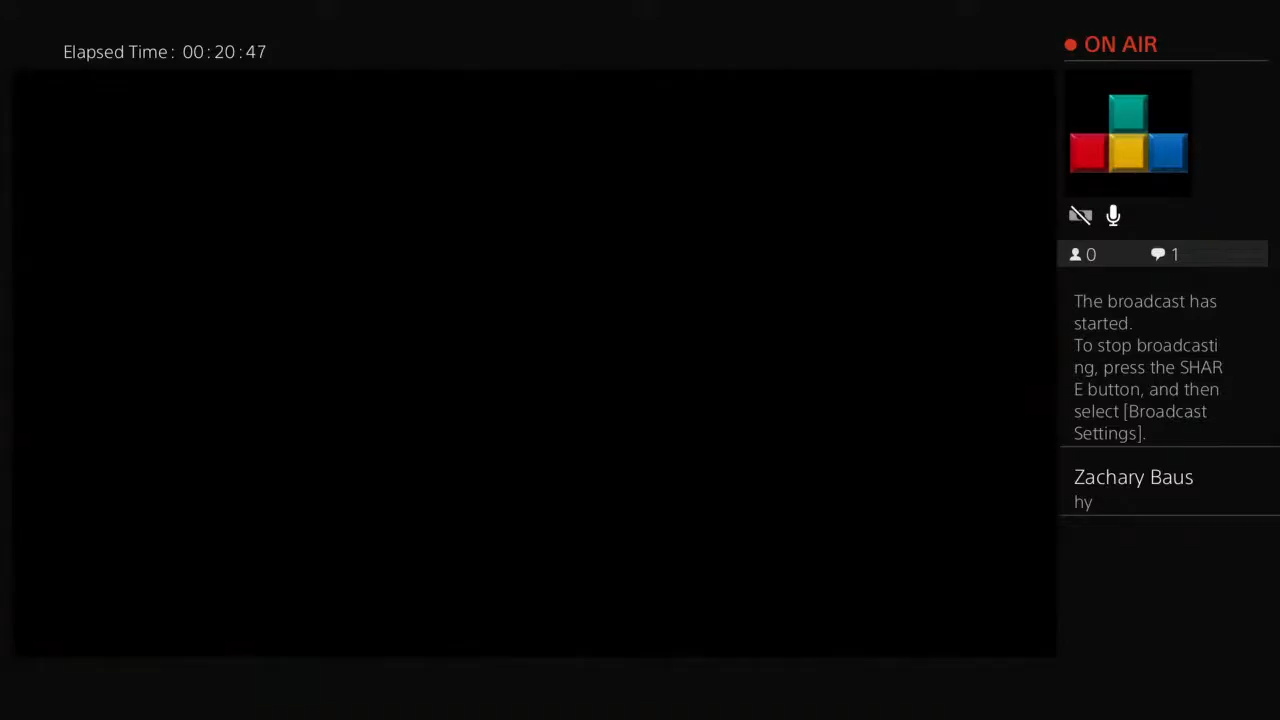 Elapsed Time: 00:20:47
ON AIR
0 1
The broadcast has
started.
To stop broadcasti
ng, press the SHAR
E button, and then
select [Broadcast
Settings].
Zachary Baus
hy